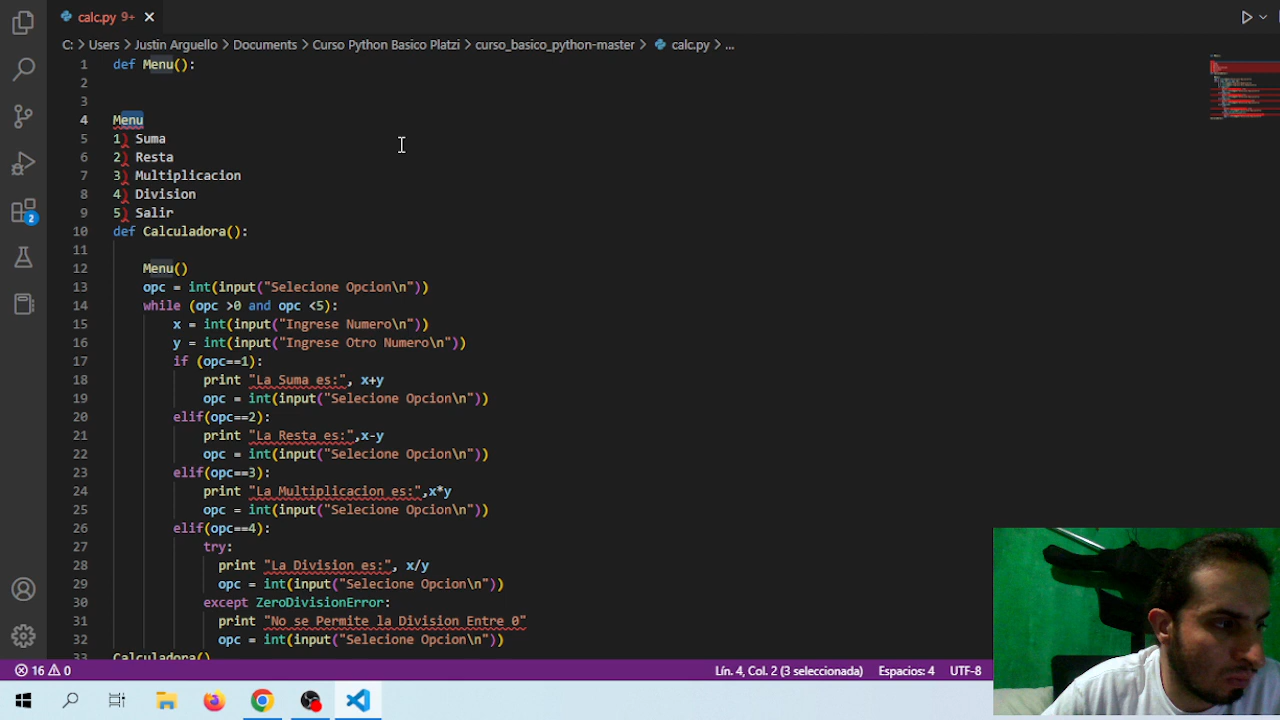 calc.py 9+
C: > Users > Justin Arguello > Documents > Curso Python Basico Platzi > curso_basico_python-master > calc.py > ...
1 def Menu():
2
3
4 Menu
5 1) Suma
6 2) Resta
7 3) Multiplicacion
8 4) Division
9 5) Salir
10 def Calculadora():
11
12 Menu()
13 opc = int(input("Selecione Opcion\n"))
14 while (opc >0 and opc <5):
15 x = int(input("Ingrese Numero\n"))
16 y = int(input("Ingrese Otro Numero\n"))
17 if (opc==1):
18 print "La Suma es:", x+y
19 opc = int(input("Selecione Opcion\n"))
20 elif(opc==2):
21 print "La Resta es:",x-y
22 opc = int(input("Selecione Opcion\n"))
23 elif(opc==3):
24 print "La Multiplicacion es:",x*y
25 opc = int(input("Selecione Opcion\n"))
26 elif(opc==4):
27 try:
28 print "La Division es:", x/y
29 opc = int(input("Selecione Opcion\n"))
30 except ZeroDivisionError:
31 print "No se Permite la Division Entre 0"
32 opc = int(input("Selecione Opcion\n"))
33 Calculadora()
2
16 0
Lín. 4, Col. 2 (3 seleccionada)
Espacios: 4
UTF-8